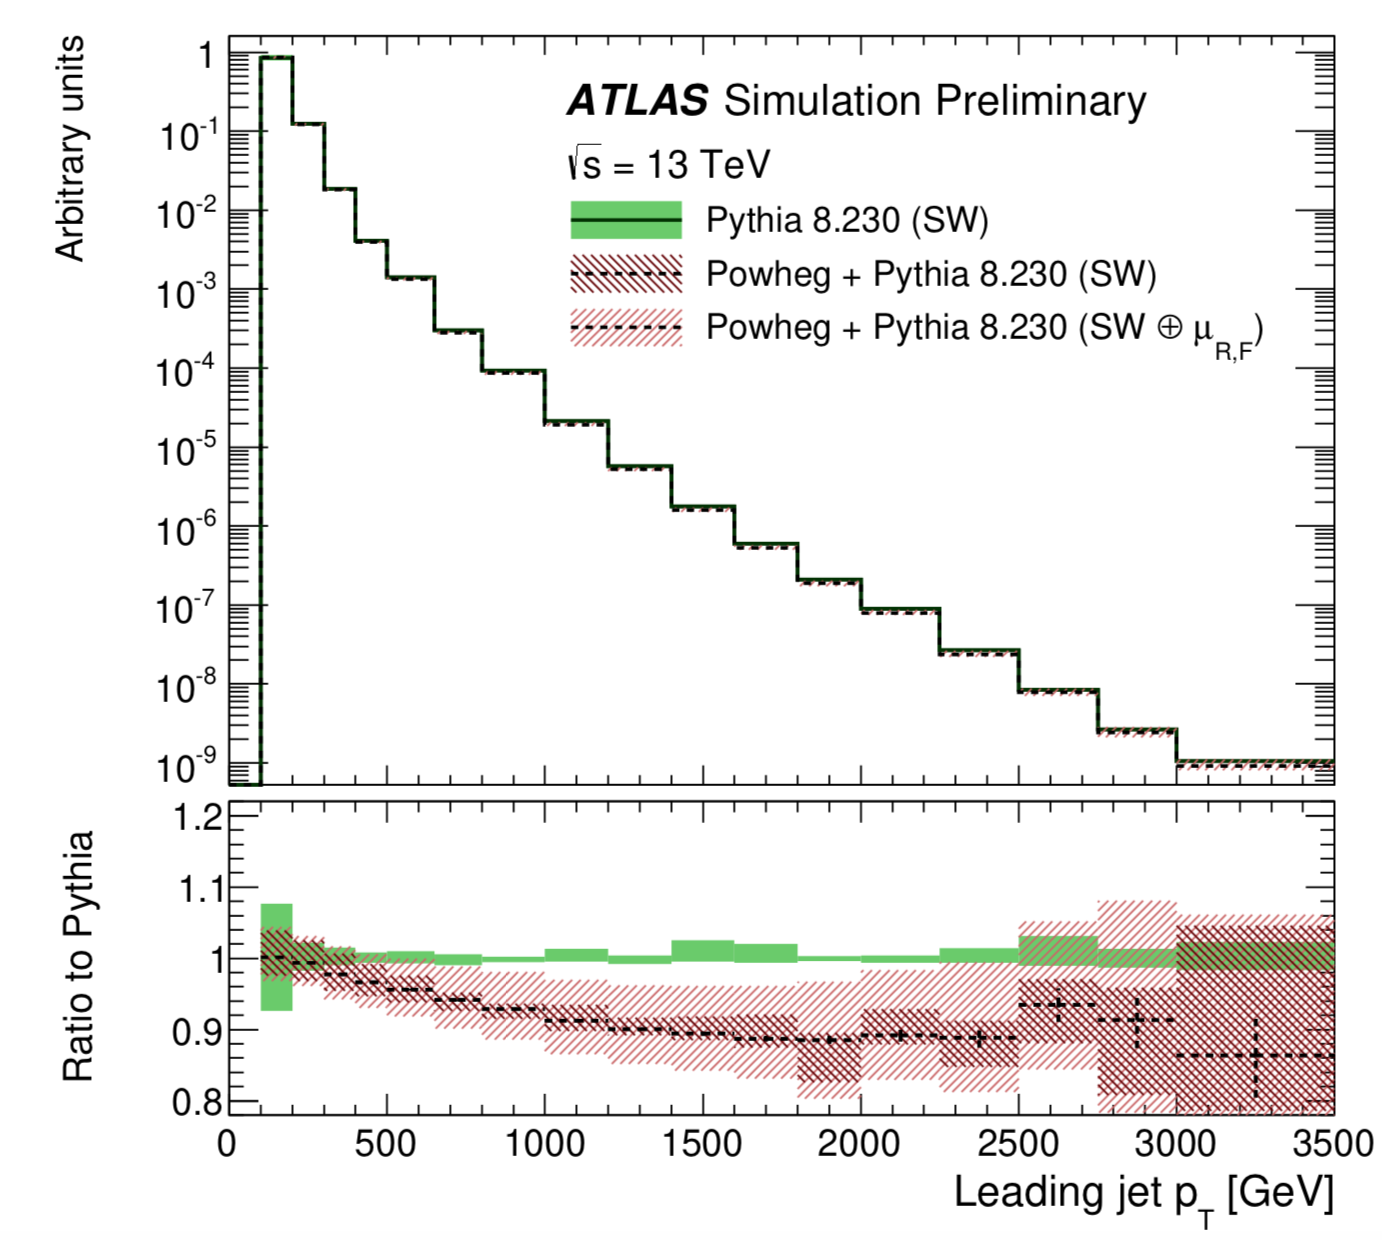 Arbitrary units
1
10^-1
10^-2
10^-3
10^-4
10^-5
10^-6
10^-7
10^-8
10^-9
ATLAS Simulation Preliminary
√s = 13 TeV
Pythia 8.230 (SW)
Powheg + Pythia 8.230 (SW)
Powheg + Pythia 8.230 (SW ⊕ μ_R,F)
Ratio to Pythia
1.2
1.1
1
0.9
0.8
0 500 1000 1500 2000 2500 3000 3500
Leading jet p_T [GeV]